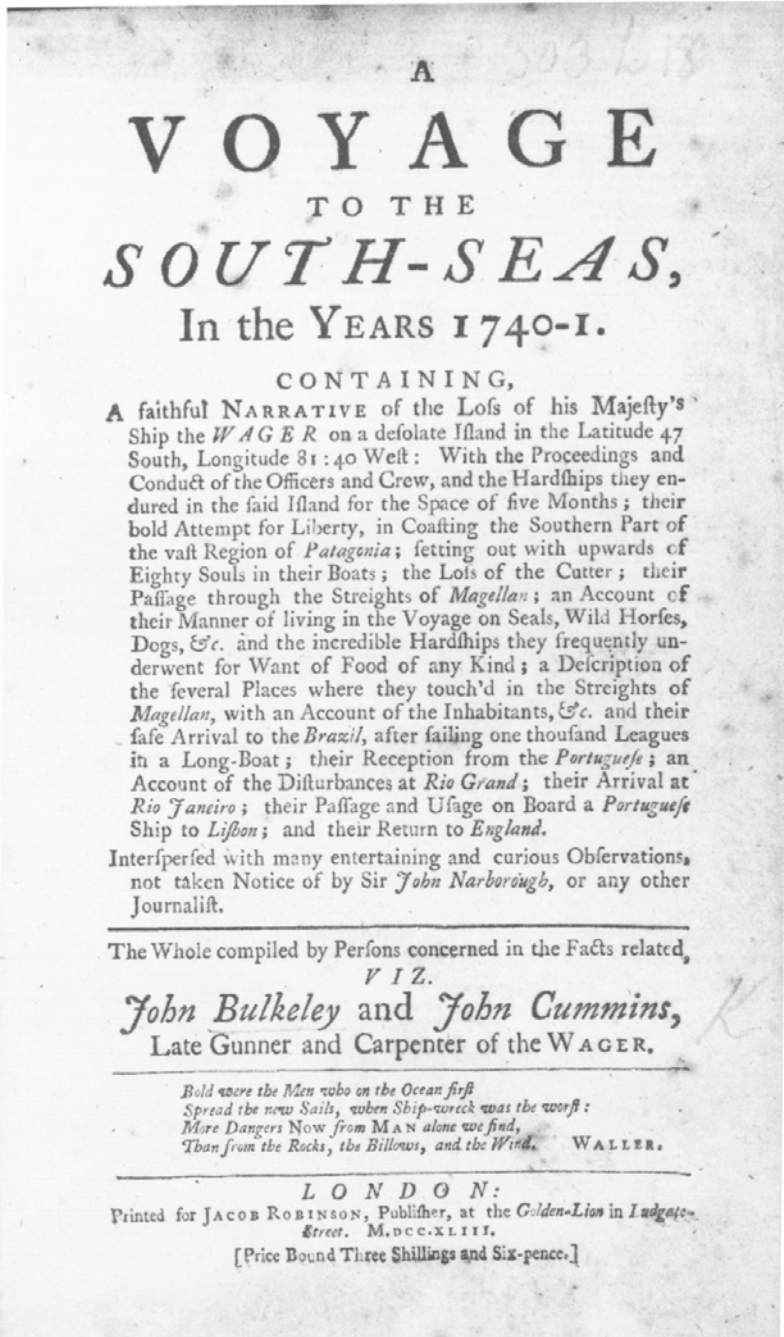 A
VOYAGE
TO THE
SOUTH-SEAS,
In the YEARS 1740-1.
CONTAINING,
A faithful NARRATIVE of the Loſs of his Majeſty's
Ship the WAGER on a deſolate Iſland in the Latitude 47
South, Longitude 81:40 Weſt: With the Proceedings and
Conduct of the Officers and Crew, and the Hardſhips they en-
dured in the ſaid Iſland for the Space of five Months; their
bold Attempt for Liberty, in Coaſting the Southern Part of
the vaſt Region of Patagonia; ſetting out with upwards of
Eighty Souls in their Boats; the Loſs of the Cutter; their
Paſſage through the Streights of Magellan; an Account of
their Manner of living in the Voyage on Seals, Wild Horſes,
Dogs, &c. and the incredible Hardſhips they frequently un-
derwent for Want of Food of any Kind; a Deſcription of
the ſeveral Places where they touch'd in the Streights of
Magellan, with an Account of the Inhabitants, &c. and their
ſafe Arrival to the Brazil, after ſailing one thouſand Leagues
in a Long-Boat; their Reception from the Portugueſe; an
Account of the Diſturbances at Rio Grand; their Arrival at
Rio Janeiro; their Paſſage and Uſage on Board a Portugueſe
Ship to Liſbon; and their Return to England.
Interſperſed with many entertaining and curious Obſervations,
not taken Notice of by Sir John Narborough, or any other
Journaliſt.
The Whole compiled by Perſons concerned in the Facts related,
VIZ.
John Bulkeley and John Cummins,
Late Gunner and Carpenter of the WAGER.
Bold were the Men who on the Ocean firſt
Spread the new Sails, when Ship-wreck was the worſt:
More Dangers NOW from MAN alone we find,
Than from the Rocks, the Billows, and the Wind. WALLER.
LONDON:
Printed for JACOB ROBINSON, Publiſher, at the Golden-Lion in Ludgate-
Street. M.DCC.XLIII.
[Price Bound Three Shillings and Six-pence.]